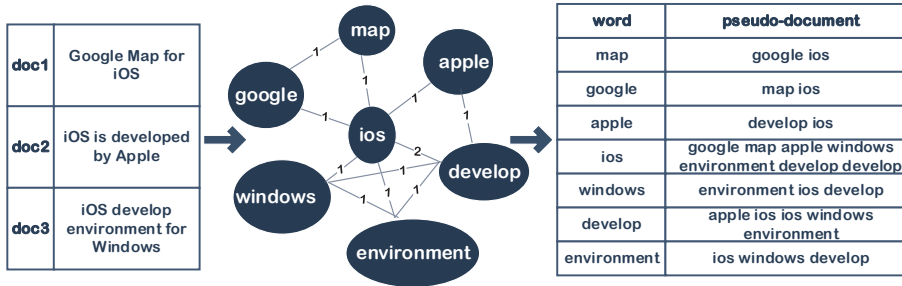 doc1
Google Map for
iOS
doc2
iOS is developed
by Apple
doc3
iOS develop
environment for
Windows
map
apple
google
ios
develop
windows
environment
1
1
1
1
1
1
2
1
1
1
1
1
word pseudo-document
map google ios
google map ios
apple develop ios
ios google map apple windows
environment develop develop
windows environment ios develop
develop apple ios ios windows
environment
environment ios windows develop